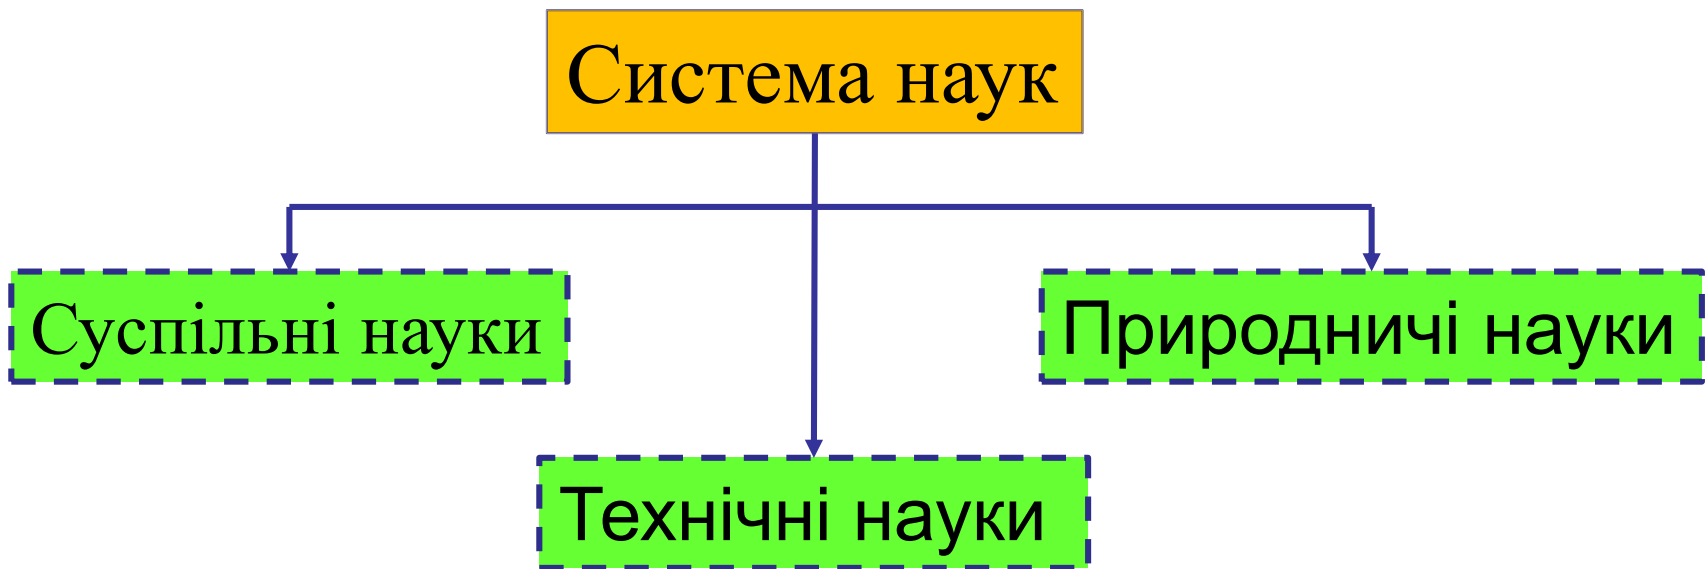 Система наук
Суспільні науки
Природничі науки
Технічні науки